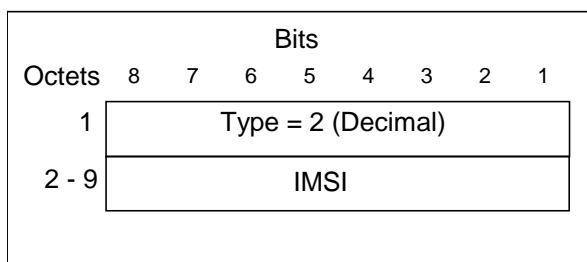 Bits
Octets 8 7 6 5 4 3 2 1
1 Type = 2 (Decimal)
2 - 9 IMSI